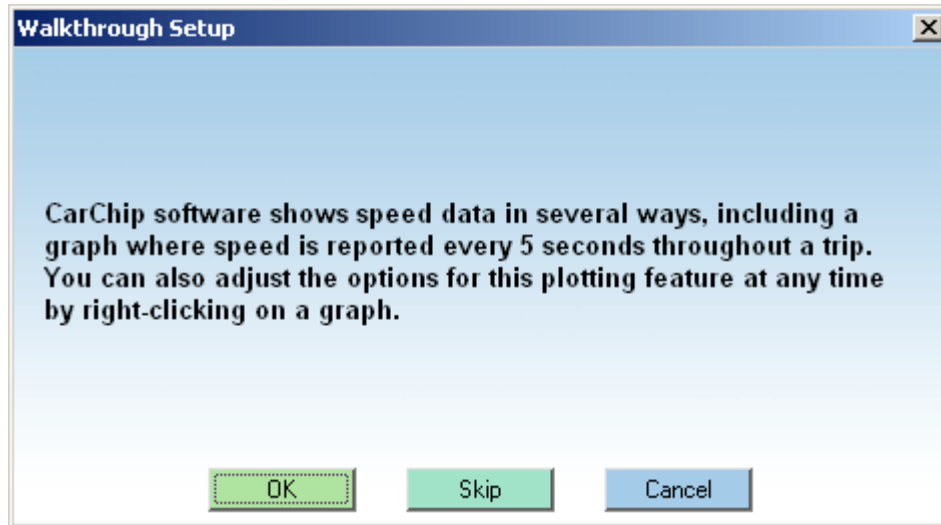 Walkthrough Setup
CarChip software shows speed data in several ways, including a
graph where speed is reported every 5 seconds throughout a trip.
You can also adjust the options for this plotting feature at any time
by right-clicking on a graph.
OK Skip Cancel